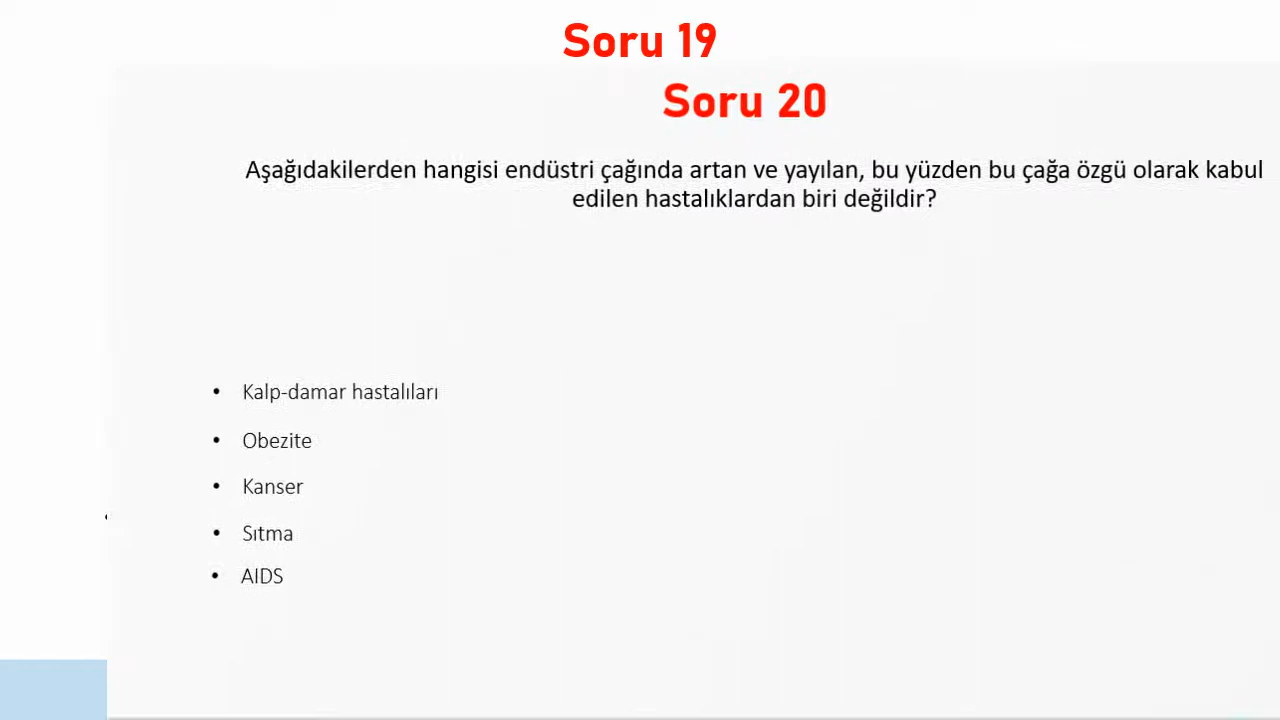 Soru 19
Soru 20
Aşağıdakilerden hangisi endüstri çağında artan ve yayılan, bu yüzden bu çağa özgü olarak kabul
edilen hastalıklardan biri değildir?
• Kalp-damar hastalıları
• Obezite
• Kanser
• Sıtma
• AIDS